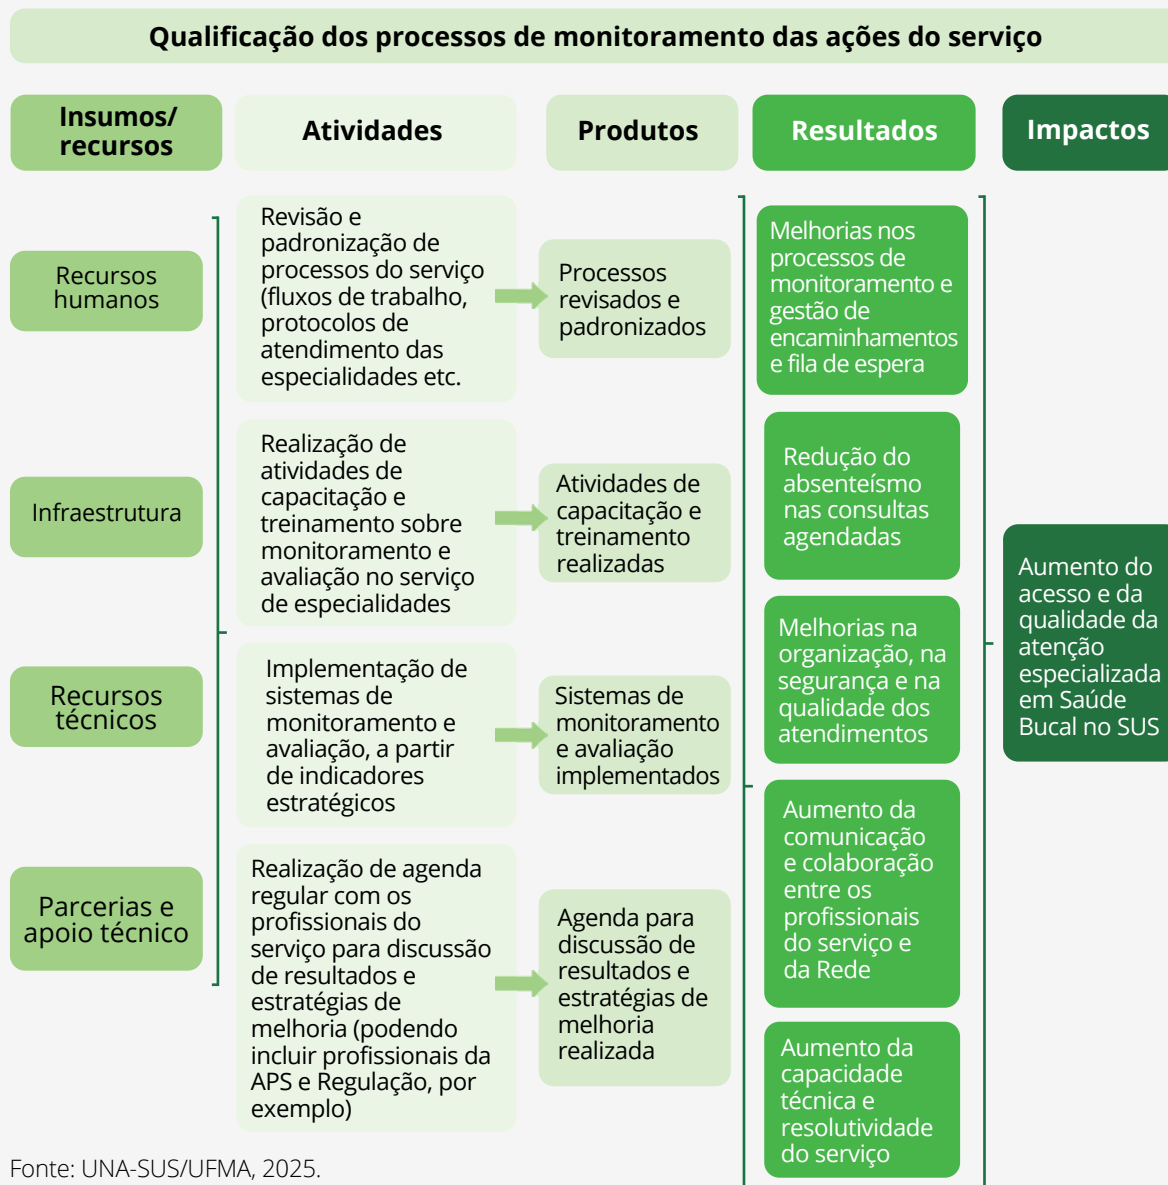 Qualificação dos processos de monitoramento das ações do serviço
Insumos/
recursos
Atividades
Produtos
Resultados
Impactos
Recursos
humanos
Infraestrutura
Recursos
técnicos
Parcerias e
apoio técnico
Revisão e
padronização de
processos do serviço
(fluxos de trabalho,
protocolos de
atendimento das
especialidades etc.
Realização de
atividades de
capacitação e
treinamento sobre
monitoramento e
avaliação no serviço
de especialidades
Implementação de
sistemas de
monitoramento e
avaliação, a partir
de indicadores
estratégicos
Realização de agenda
regular com os
profissionais do
serviço para discussão
de resultados e
estratégias de
melhoria (podendo
incluir profissionais da
APS e Regulação, por
exemplo)
Processos
revisados e
padronizados
Atividades de
capacitação e
treinamento
realizadas
Sistemas de
monitoramento
e avaliação
implementados
Agenda para
discussão de
resultados e
estratégias de
melhoria
realizada
Melhorias nos
processos de
monitoramento e
gestão de
encaminhamentos
e fila de espera
Redução do
absenteísmo
nas consultas
agendadas
Melhorias na
organização, na
segurança e na
qualidade dos
atendimentos
Aumento da
comunicação
e colaboração
entre os
profissionais
do serviço e
da Rede
Aumento da
capacidade
técnica e
resolutividade
do serviço
Aumento do
acesso e da
qualidade da
atenção
especializada
em Saúde
Bucal no SUS
Fonte: UNA-SUS/UFMA, 2025.